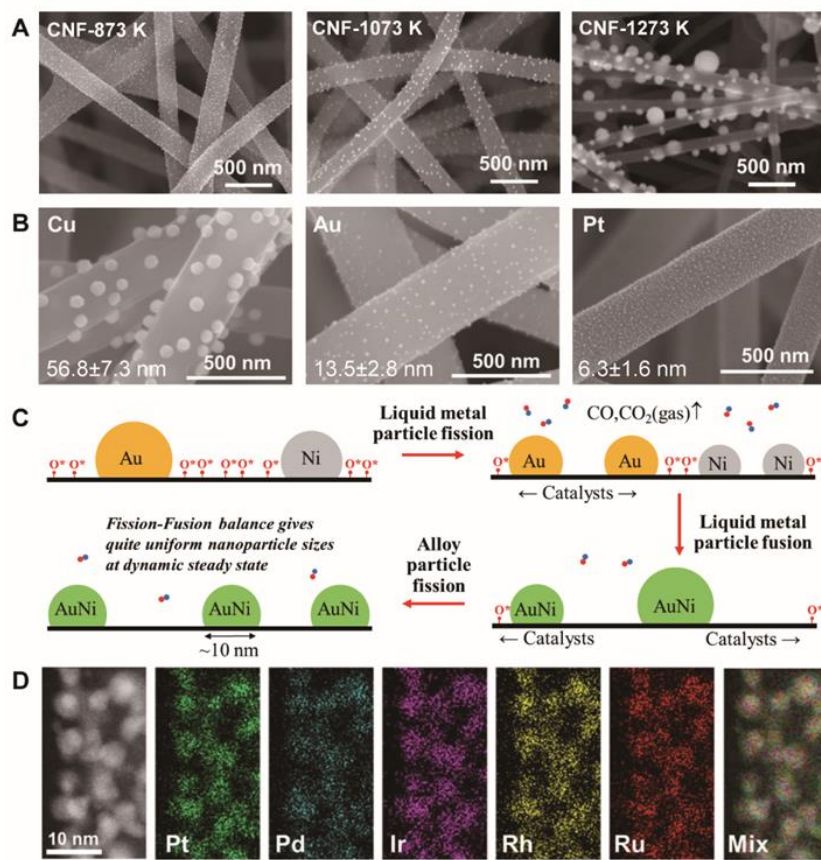 A
CNF-873 K
CNF-1073 K
CNF-1273 K
500 nm
500 nm
500 nm
B
Cu
Au
Pt
56.8±7.3 nm
500 nm
13.5±2.8 nm
500 nm
6.3±1.6 nm
500 nm
C
Liquid metal
particle fission
CO,CO₂(gas)↑
O* O* Au O*O* O*O* O* Ni O*O*
O* Au Au O*O* Ni Ni O*
← Catalysts →
Liquid metal
particle fusion
Fission-Fusion balance gives
quite uniform nanoparticle sizes
at dynamic steady state
Alloy
particle
fission
AuNi AuNi AuNi
~10 nm
O* AuNi AuNi O*
← Catalysts Catalysts →
D
10 nm
Pt
Pd
Ir
Rh
Ru
Mix